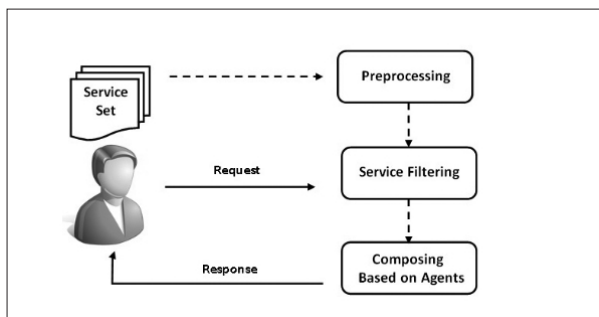 Service
Set
Preprocessing
Request
Service Filtering
Response
Composing
Based on Agents